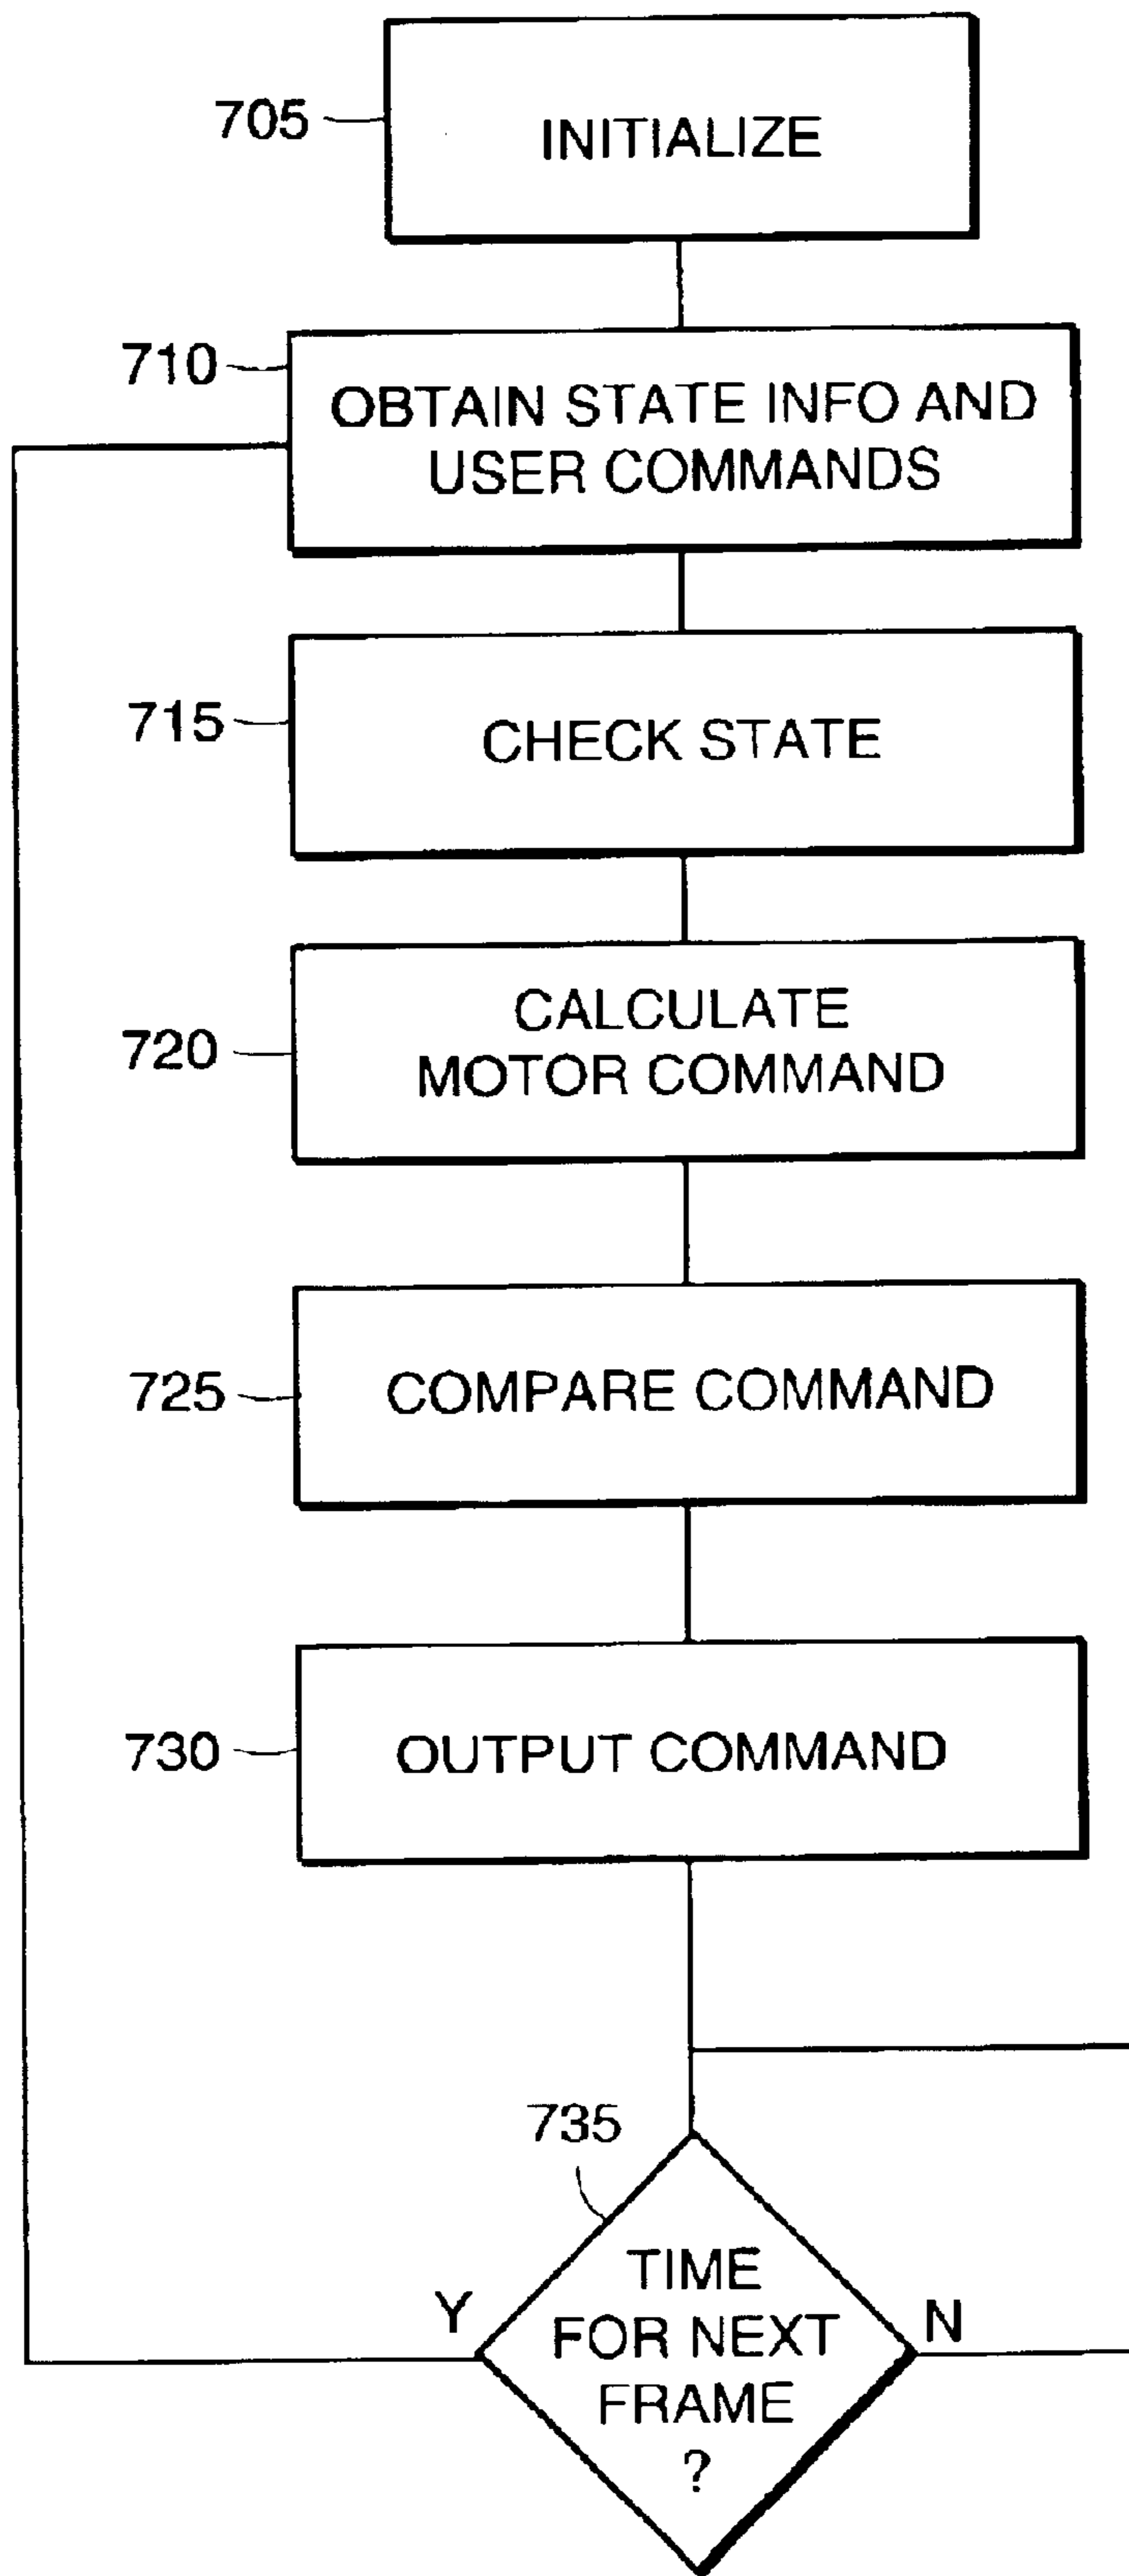 705
INITIALIZE
710
OBTAIN STATE INFO AND
USER COMMANDS
715
CHECK STATE
720
CALCULATE
MOTOR COMMAND
725
COMPARE COMMAND
730
OUTPUT COMMAND
735
TIME
FOR NEXT
FRAME
?
Y
N